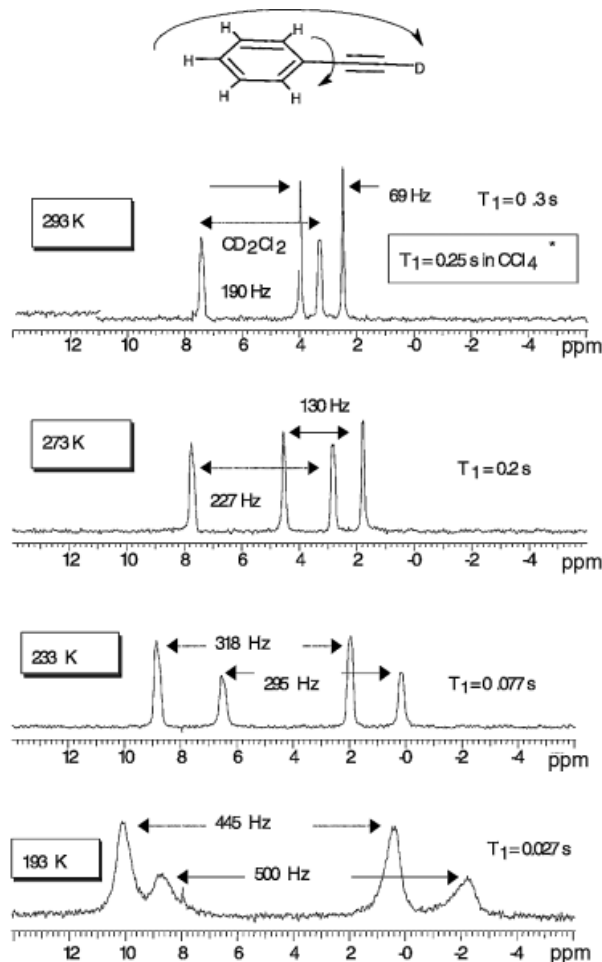 H H
H D
H H
293 K
69 Hz
T1=0 .3 s
CD2Cl2
190 Hz
T1=0.25 s in CCl4 *
12 10 8 6 4 2 -0 -2 -4 ppm
130 Hz
273 K
227 Hz
T1=0.2 s
12 10 8 6 4 2 0 -2 -4 ppm
233 K
318 Hz
295 Hz
T1=0 .077 s
12 10 8 6 4 2 0 -2 -4 ppm
445 Hz
193 K
T1=0.027 s
500 Hz
12 10 8 6 4 2 -0 -2 -4 ppm